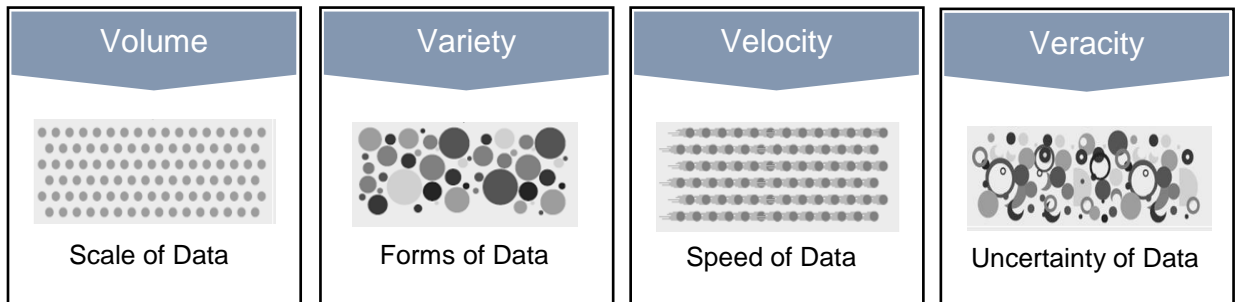 Volume
Scale of Data
Variety
Forms of Data
Velocity
Speed of Data
Veracity
Uncertainty of Data